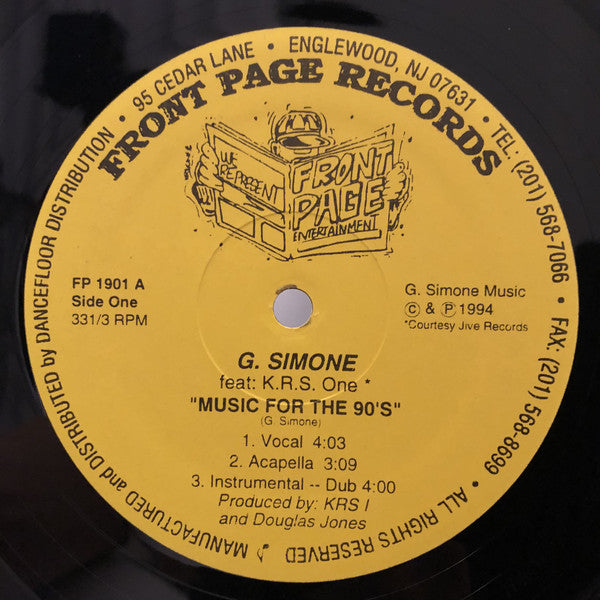 MANUFACTURED and DISTRIBUTED by DANCEFLOOR DISTRIBUTION • 95 CEDAR LANE • ENGLEWOOD, NJ 07631 • TEL: (201) 568-7066 • FAX: (201) 568-8699 • ALL RIGHTS RESERVED
FRONT PAGE RECORDS
WE REPRESENT
FRONT
PAGE
ENTERTAINMENT
FP 1901 A
Side One
331/3 RPM
G. Simone Music
© & ℗ 1994
*Courtesy Jive Records
G. SIMONE
feat: K.R.S. One *
"MUSIC FOR THE 90'S"
(G. Simone)
1. Vocal 4:03
2. Acapella 3:09
3. Instrumental -- Dub 4:00
Produced by: KRS I
and Douglas Jones